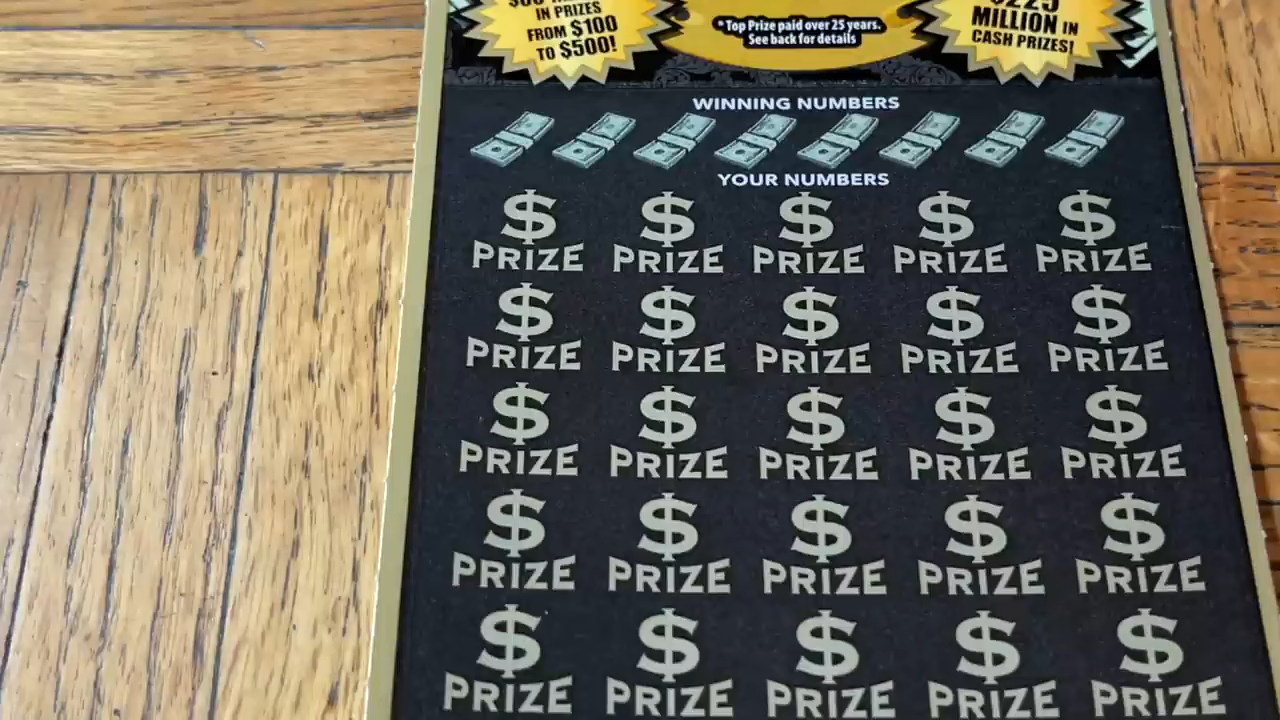 IN PRIZES
FROM $100
TO $500!
*Top Prize paid over 25 years.
See back for details
$225
MILLION IN
CASH PRIZES!
WINNING NUMBERS
YOUR NUMBERS
$ $ $ $ $
PRIZE PRIZE PRIZE PRIZE PRIZE
$ $ $ $ $
PRIZE PRIZE PRIZE PRIZE PRIZE
$ $ $ $ $
PRIZE PRIZE PRIZE PRIZE PRIZE
$ $ $ $ $
PRIZE PRIZE PRIZE PRIZE PRIZE
$ $ $ $ $
PRIZE PRIZE PRIZE PRIZE PRIZE